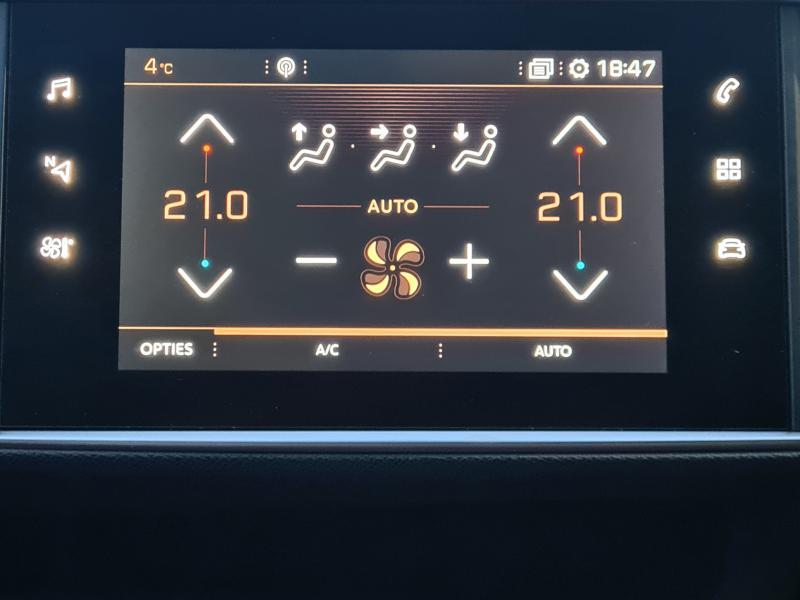 4°C 18:47
N
21.0 21.0
AUTO
OPTIES A/C AUTO